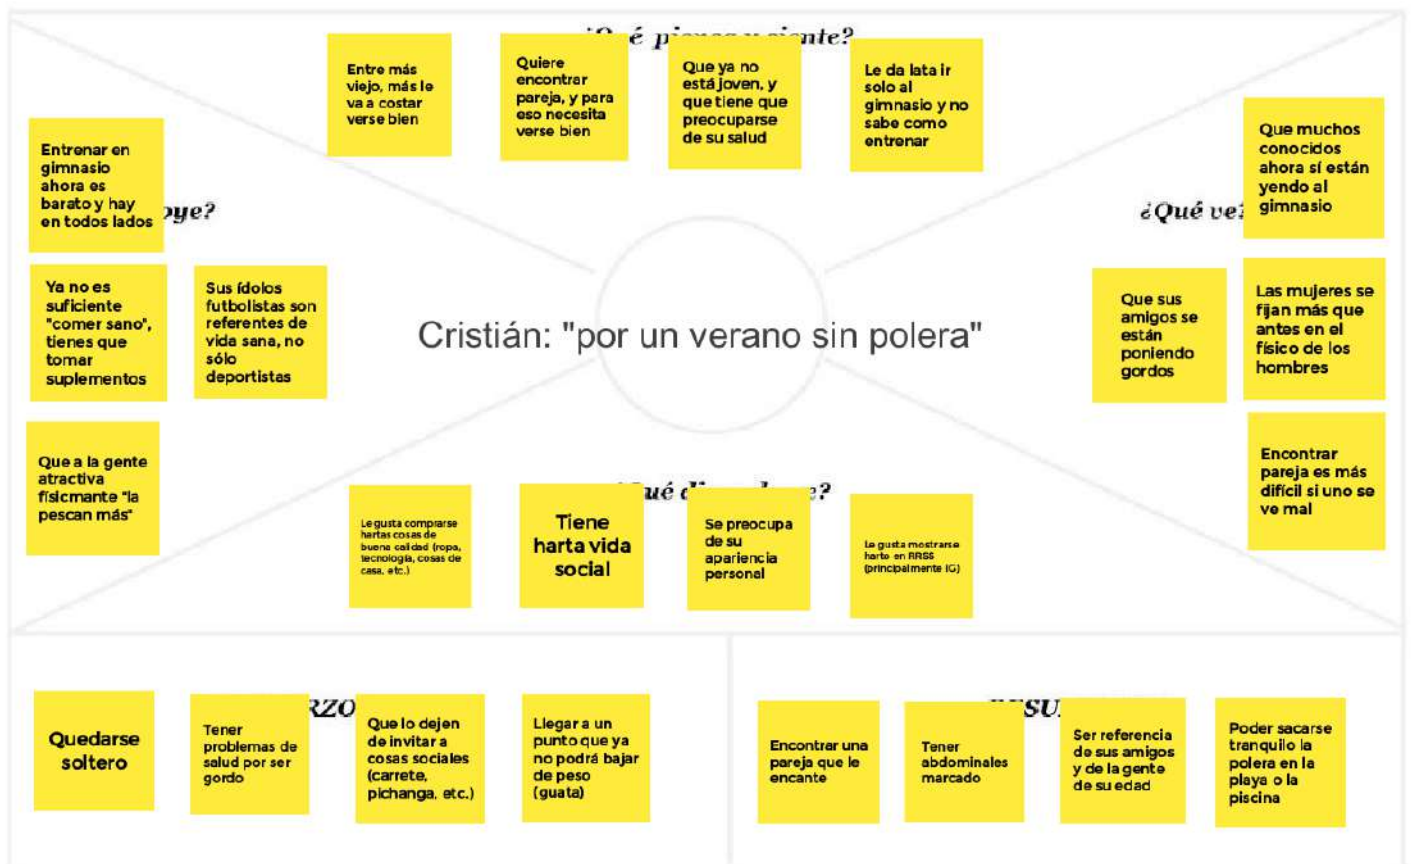 ¿Qué piensa y siente?
Entre más
viejo, más le
va a costar
verse bien
Quiere
encontrar
pareja, y para
eso necesita
verse bien
Que ya no
está joven, y
que tiene que
preocuparse
de su salud
Le da lata ir
solo al
gimnasio y no
sabe como
entrenar
oye?
Entrenar en
gimnasio
ahora es
barato y hay
en todos lados
Ya no es
suficiente
"comer sano",
tienes que
tomar
suplementos
Sus ídolos
futbolistas son
referentes de
vida sana, no
sólo
deportistas
Que a la gente
atractiva
físicmante "la
pescan más"
Cristián: "por un verano sin polera"
¿Qué ve?
Que muchos
conocidos
ahora sí están
yendo al
gimnasio
Que sus
amigos se
están
poniendo
gordos
Las mujeres se
fijan más que
antes en el
físico de los
hombres
Encontrar
pareja es más
difícil si uno se
ve mal
Le gusta comprarse
hartas cosas de
buena calidad (ropa,
tecnología, cosas de
casa, etc.)
Tiene
harta vida
social
Se preocupa
de su
apariencia
personal
Le gusta mostrarse
harto en RRSS
(principalmente IG)
Quedarse
soltero
Tener
problemas de
salud por ser
gordo
Que lo dejen
de invitar a
cosas sociales
(carrete,
pichanga, etc.)
Llegar a un
punto que ya
no podrá bajar
de peso
(guata)
Encontrar una
pareja que le
encante
Tener
abdominales
marcado
Ser referencia
de sus amigos
y de la gente
de su edad
Poder sacarse
tranquilo la
polera en la
playa o la
piscina